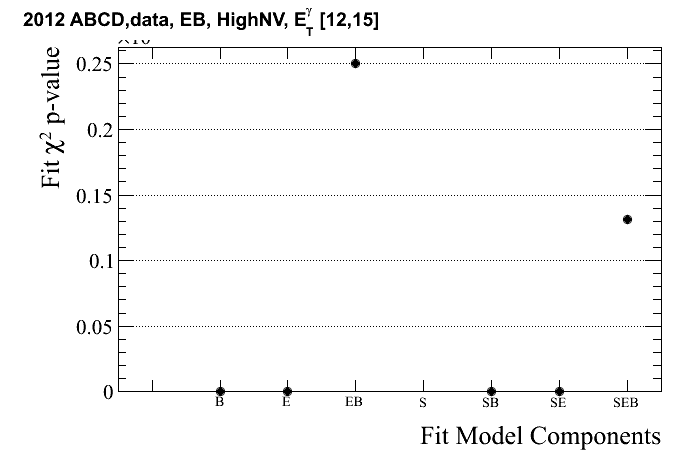 2012 ABCD,data, EB, HighNV, E_T^γ [12,15]
Fit χ² p-value
0.25
0.2
0.15
0.1
0.05
0
B E EB S SB SE SEB
Fit Model Components